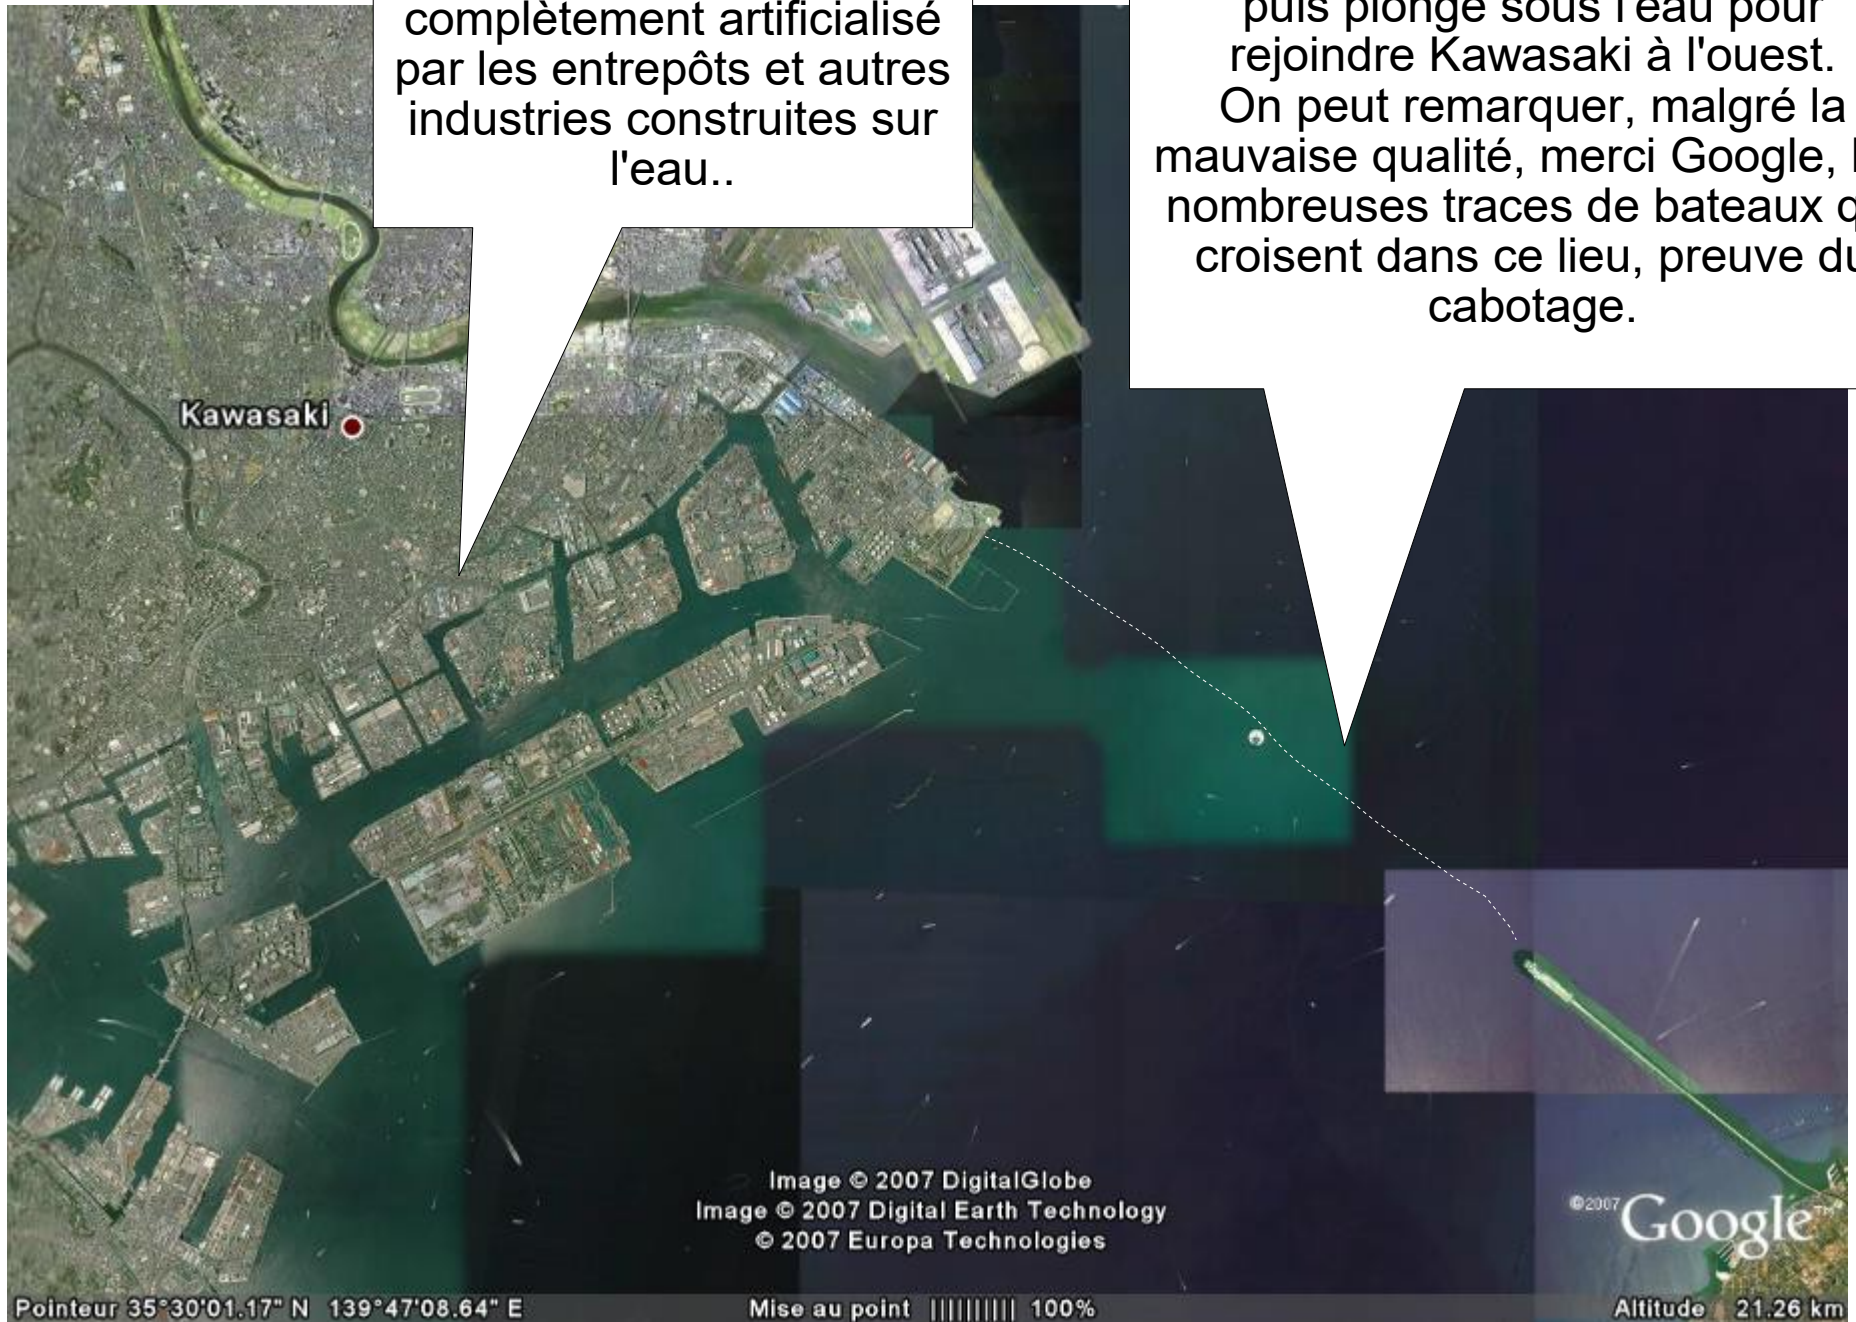 complètement artificialisé
par les entrepôts et autres
industries construites sur
l'eau..
puis plonge sous l'eau pour
rejoindre Kawasaki à l'ouest.
On peut remarquer, malgré la
mauvaise qualité, merci Google,
nombreuses traces de bateaux
croisent dans ce lieu, preuve du
cabotage.
Kawasaki
Image © 2007 DigitalGlobe
Image © 2007 Digital Earth Technology
© 2007 Europa Technologies
©2007 Google™
Pointeur 35°30'01.17" N 139°47'08.64" E
Mise au point |||||||||| 100%
Altitude 21.26 km